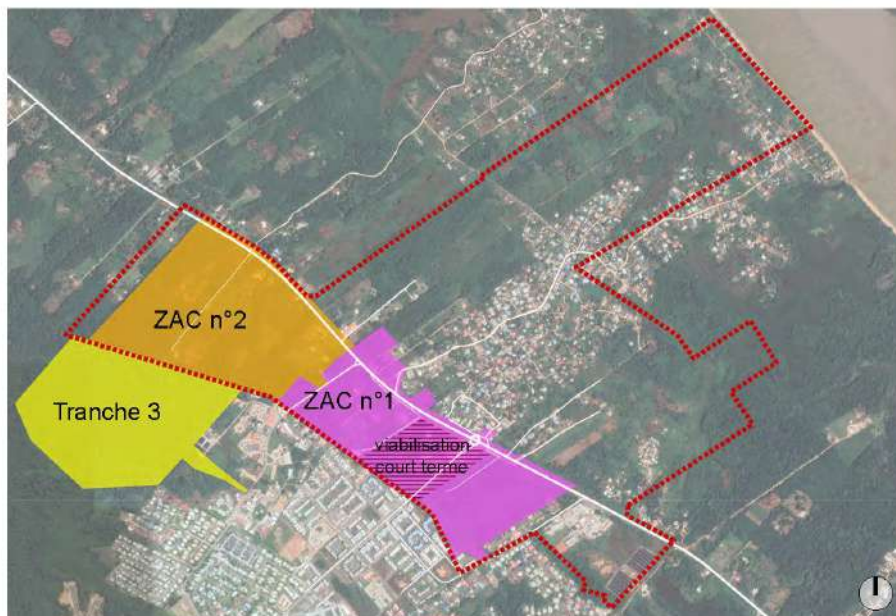 ZAC n°2
ZAC n°1
Tranche 3
viabilisation
court terme